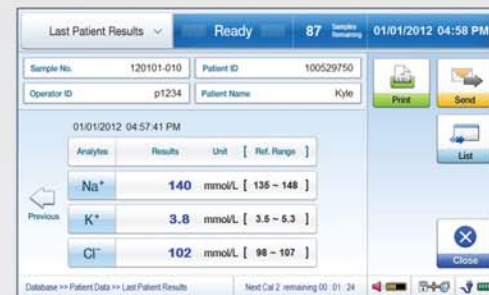 Last Patient Results Ready 87 Samples Remaining 01/01/2012 04:58 PM
Sample No. 120101-010 Patient ID 100529750
Operator ID p1234 Patient Name Kyle
Print Send
01/01/2012 04:57:41 PM
Analytes Results Unit [ Ref. Range ]
List
Na⁺ 140 mmol/L [ 135 ~ 148 ]
Previous K⁺ 3.8 mmol/L [ 3.5 ~ 5.3 ]
Cl⁻ 102 mmol/L [ 98 ~ 107 ]
Close
Database >> Patient Data >> Last Patient Results Next Cal 2 remaining 00 : 01 : 24